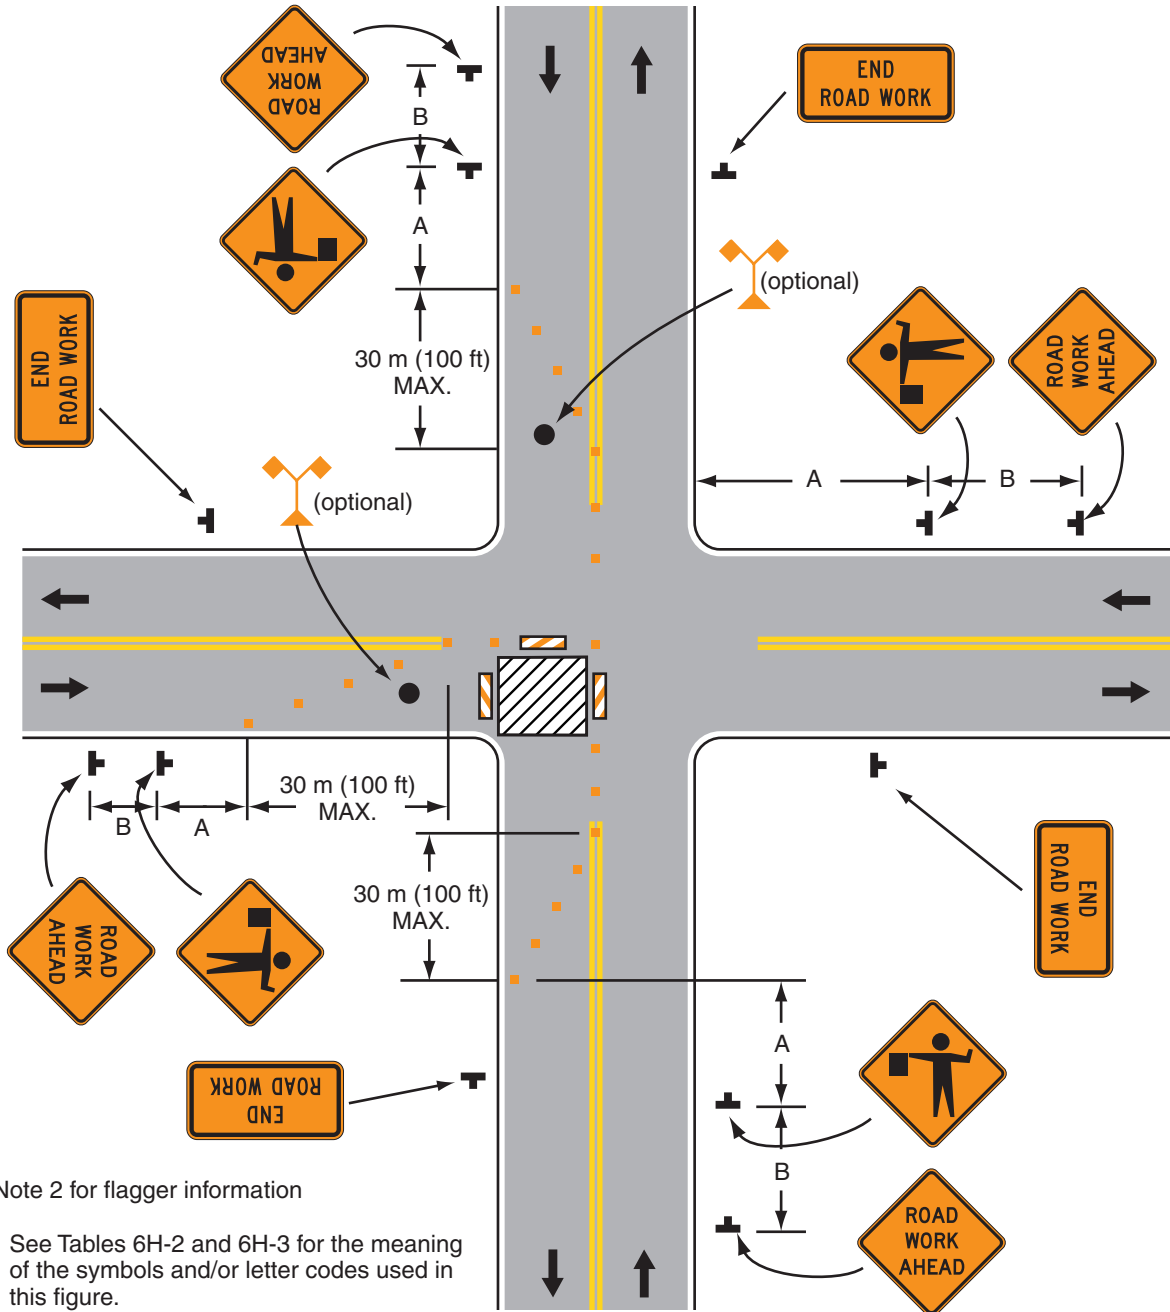 ROAD
WORK
AHEAD
B
END
ROAD WORK
A
(optional)
END
ROAD WORK
30 m (100 ft)
MAX.
ROAD
WORK
AHEAD
A
B
(optional)
30 m (100 ft)
MAX.
B
A
30 m (100 ft)
MAX.
ROAD
WORK
AHEAD
END
ROAD WORK
A
END
ROAD WORK
B
Note 2 for flagger information
ROAD
WORK
AHEAD
See Tables 6H-2 and 6H-3 for the meaning
of the symbols and/or letter codes used in
this figure.